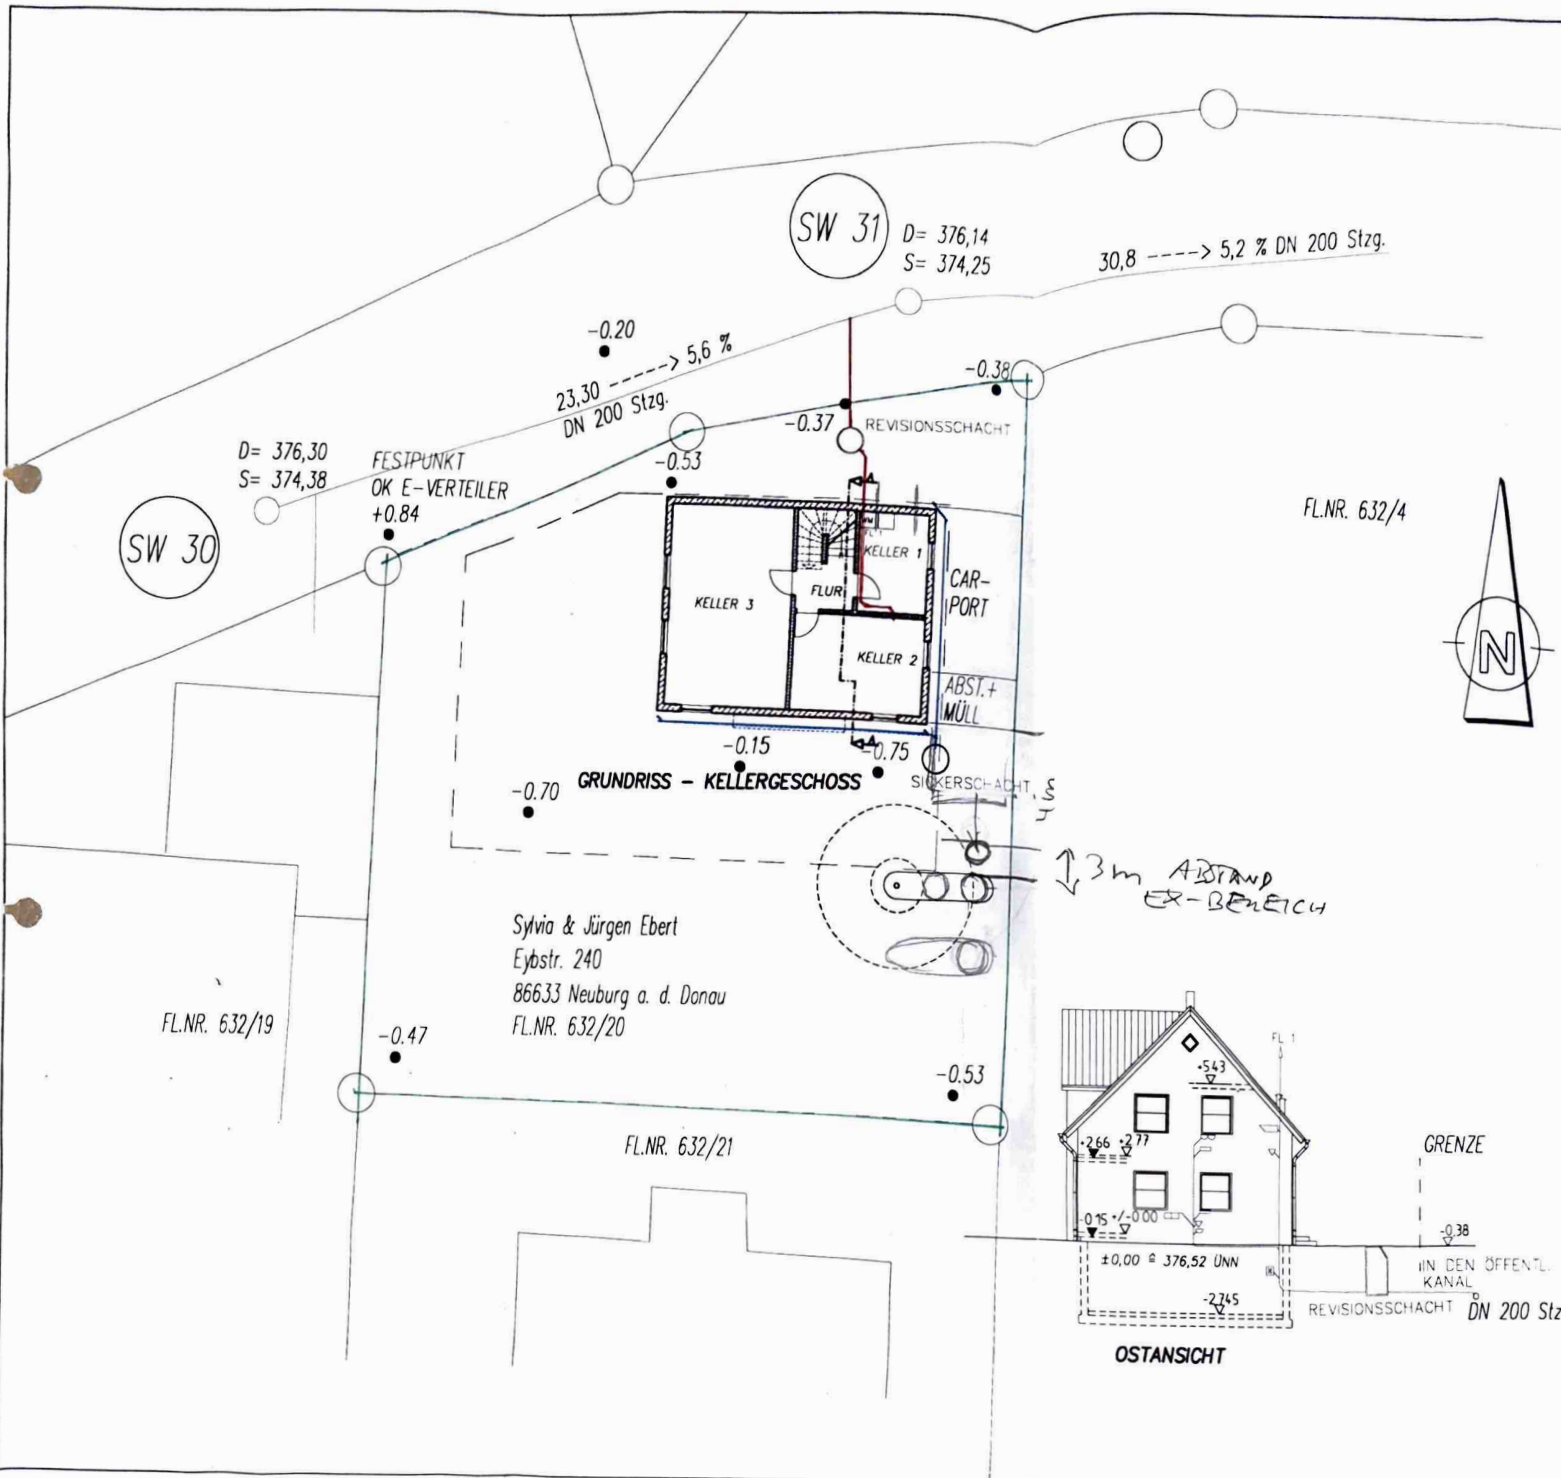 SW 31
D= 376,14
S= 374,25
30,8 ----> 5,2 % DN 200 Stzg.
-0.20
23,30 ----> 5,6 %
DN 200 Stzg.
-0.38
-0.37
REVISIONSSCHACHT
D= 376,30
S= 374,38
FESTPUNKT
OK E-VERTEILER
+0.84
-0.53
SW 30
FL.NR. 632/4
KELLER 1
CAR-
PORT
FLUR
KELLER 3
KELLER 2
N
ABST.+
MÜLL
-0.15
-0.75
GRUNDRISS - KELLERGESCHOSS
SICKERSCHACHT
-0.70
3m ABSTAND
EX-BEREICH
Sylvia & Jürgen Ebert
Eybstr. 240
86633 Neuburg a. d. Donau
FL.NR. 632/20
FL.NR. 632/19
-0.47
-0.53
FL.NR. 632/21
FL 1
+5.43
+2.66 +2.77
GRENZE
-0.15 +/-0.00
-0.38
±0,00 ≙ 376,52 ÜNN
IN DEN ÖFFENTL.
KANAL
-2.745
REVISIONSSCHACHT
DN 200 Stz
OSTANSICHT